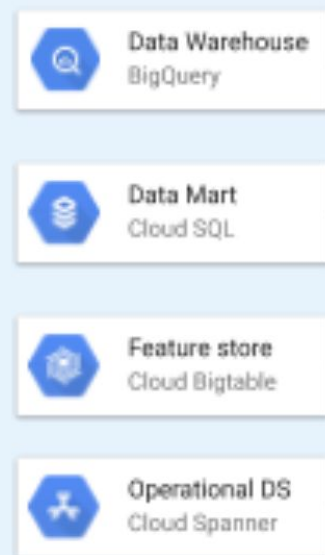 Data Warehouse
BigQuery
Data Mart
Cloud SQL
Feature store
Cloud Bigtable
Operational DS
Cloud Spanner